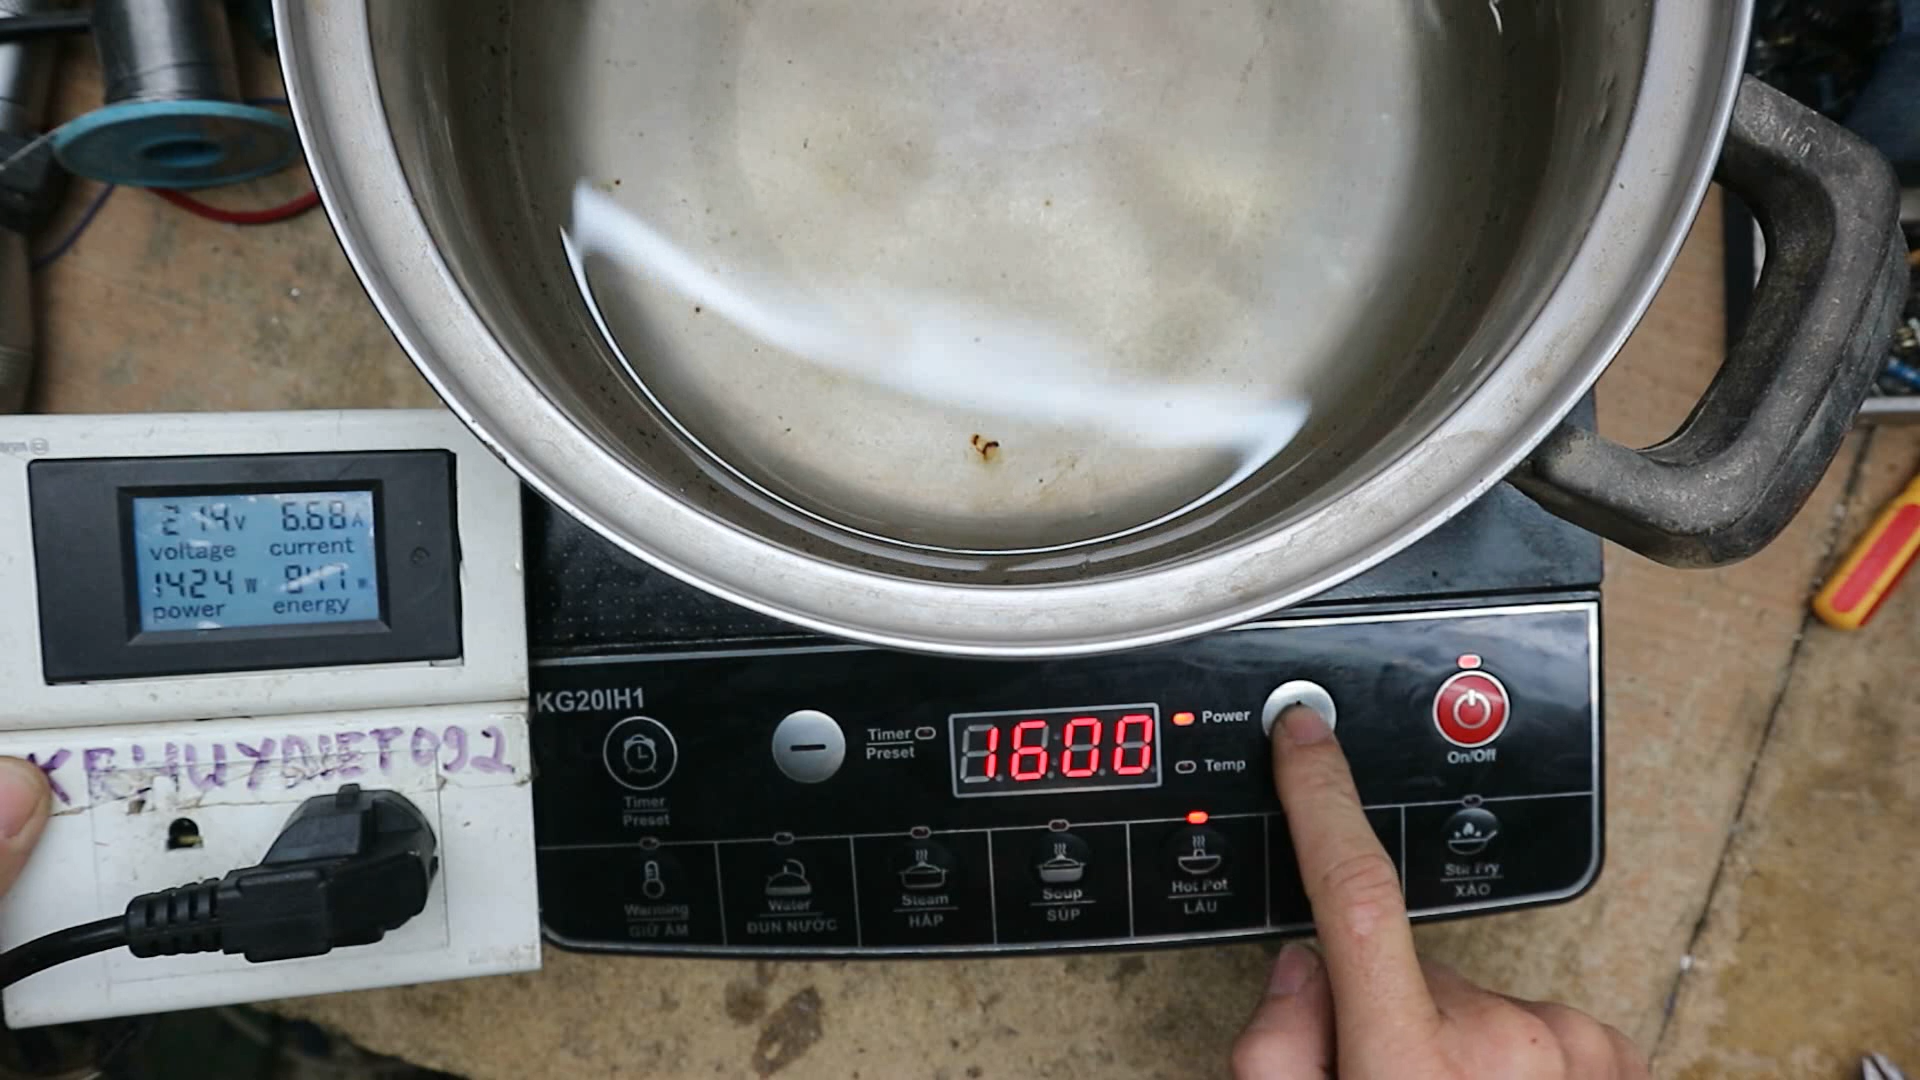 214V 6.68A
voltage current
1424 W
power energy
KG20IH1
Timer
Preset
Timer
Preset
1600
Power
Temp
On/Off
Warming
GIỮ ẤM
Water
ĐUN NƯỚC
Steam
HẤP
Soup
SÚP
Hot Pot
LẨU
Stir Fry
XÀO